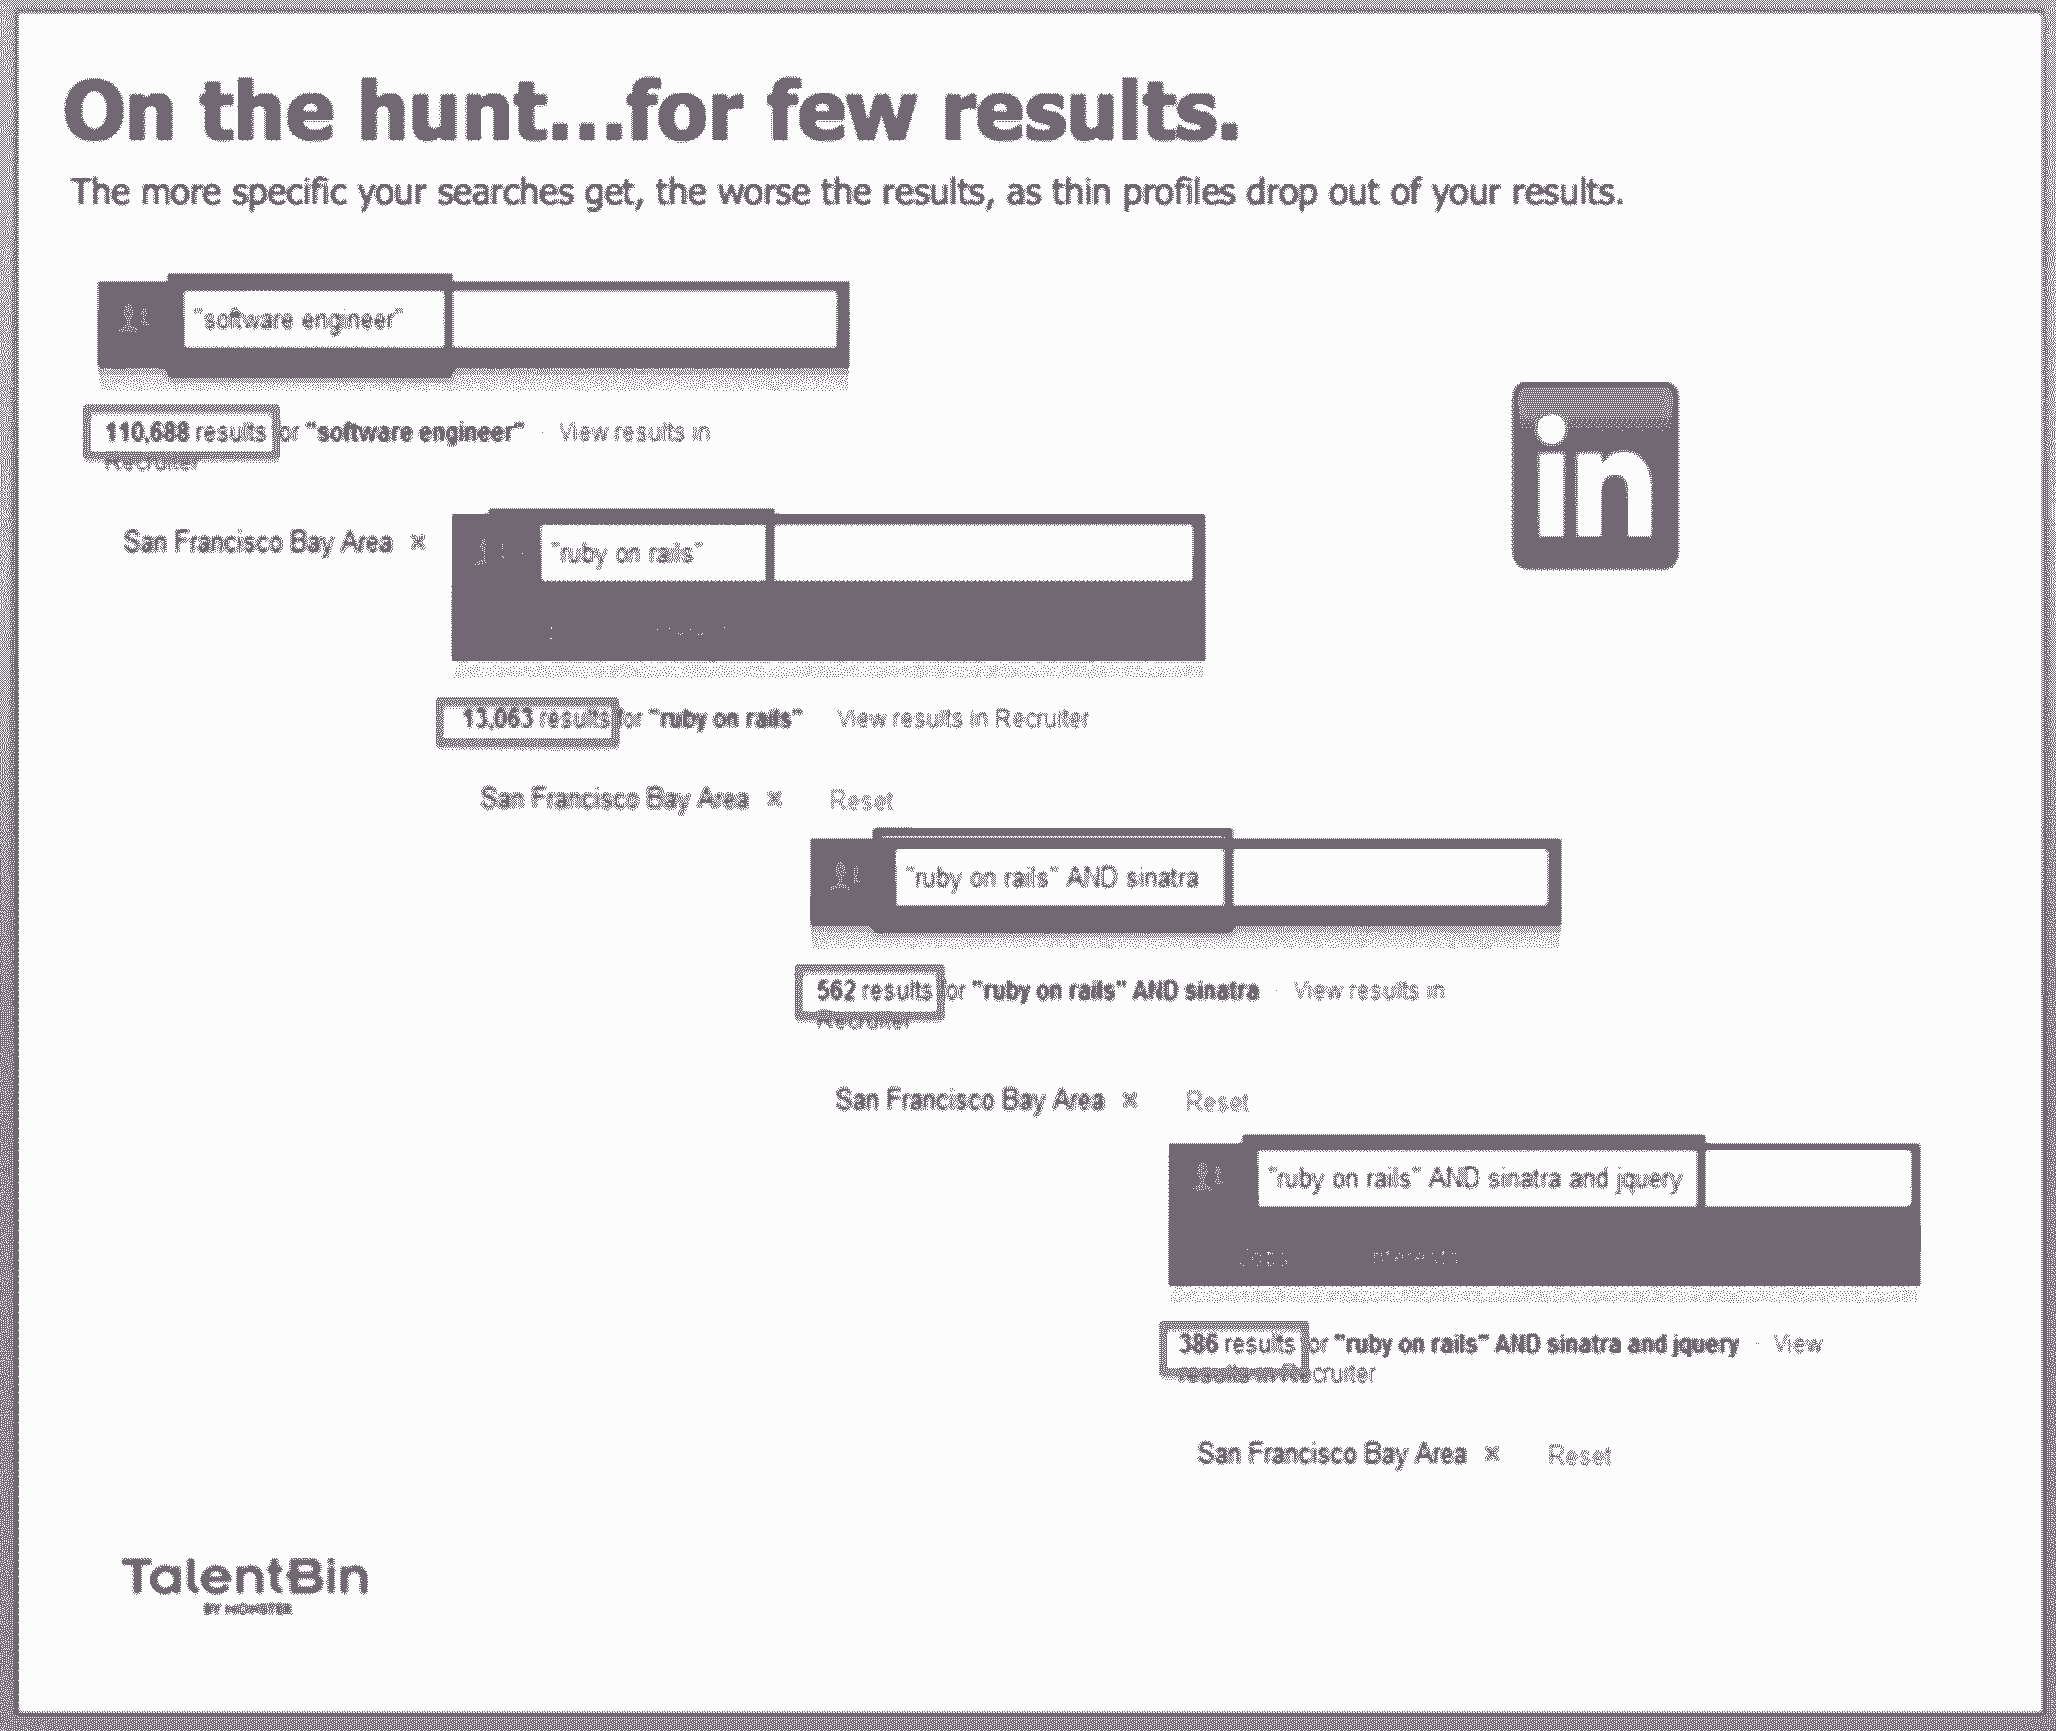 On the hunt...for few results.
The more specific your searches get, the worse the results, as thin profiles drop out of your results.
"software engineer"
110,688 results for "software engineer" · View results in
Recruiter
San Francisco Bay Area ×
in
"ruby on rails"
13,063 results for "ruby on rails" View results in Recruiter
San Francisco Bay Area × Reset
"ruby on rails" AND sinatra
562 results for "ruby on rails" AND sinatra · View results in
Recruiter
San Francisco Bay Area × Reset
"ruby on rails" AND sinatra and jquery
Jobs Interests
386 results for "ruby on rails" AND sinatra and jquery · View
results in Recruiter
San Francisco Bay Area × Reset
TalentBin
BY MONSTER